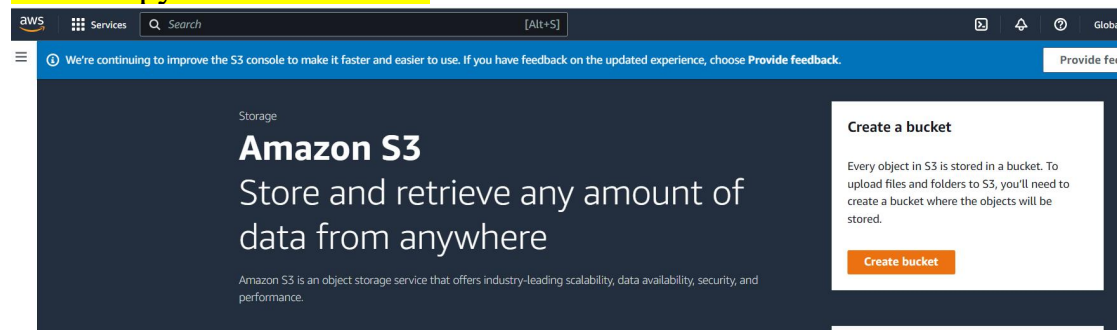 aws
Services
Search
[Alt+S]
We're continuing to improve the S3 console to make it faster and easier to use. If you have feedback on the updated experience, choose Provide feedback.
Storage
Amazon S3
Store and retrieve any amount of
data from anywhere
Amazon S3 is an object storage service that offers industry-leading scalability, data availability, security, and
performance.
Create a bucket
Every object in S3 is stored in a bucket. To
upload files and folders to S3, you'll need to
create a bucket where the objects will be
stored.
Create bucket